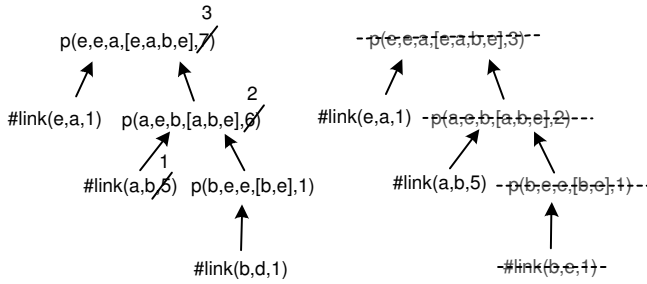 3
p(e,e,a,[e,a,b,e],7)
2
#link(e,a,1)
p(a,e,b,[a,b,e],6)
1
#link(a,b,5)
p(b,e,e,[b,e],1)
#link(b,d,1)
p(e,e,a,[e,a,b,e],3)
#link(e,a,1)
p(a,e,b,[a,b,e],2)
#link(a,b,5)
p(b,e,e,[b,e],1)
#link(b,e,1)